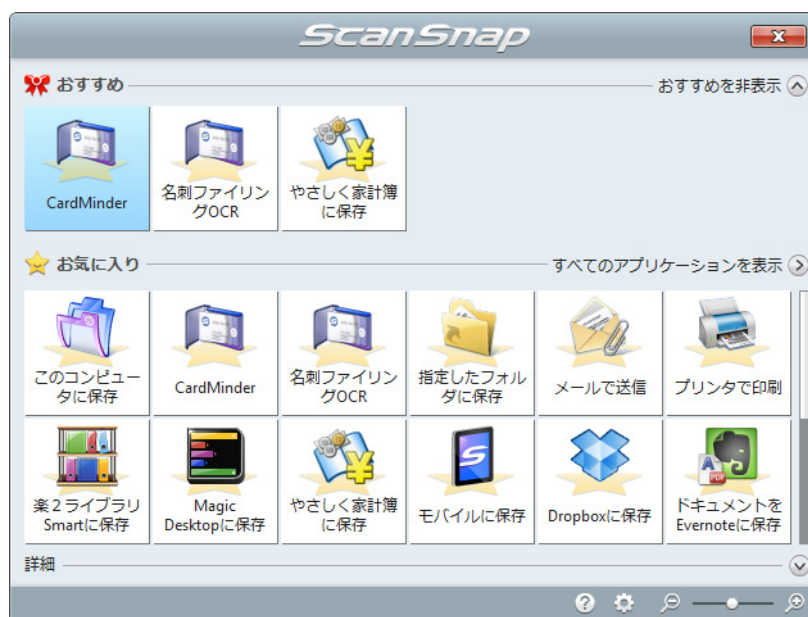 ScanSnap
おすすめ
おすすめを非表示
CardMinder
名刺ファイリン
グOCR
やさしく家計簿
に保存
お気に入り
すべてのアプリケーションを表示
このコンピュー
タに保存
CardMinder
名刺ファイリン
グOCR
指定したフォル
ダに保存
メールで送信
プリンタで印刷
楽2ライブラリ
Smartに保存
Magic
Desktopに保存
やさしく家計簿
に保存
モバイルに保存
Dropboxに保存
ドキュメントを
Evernoteに保存
詳細